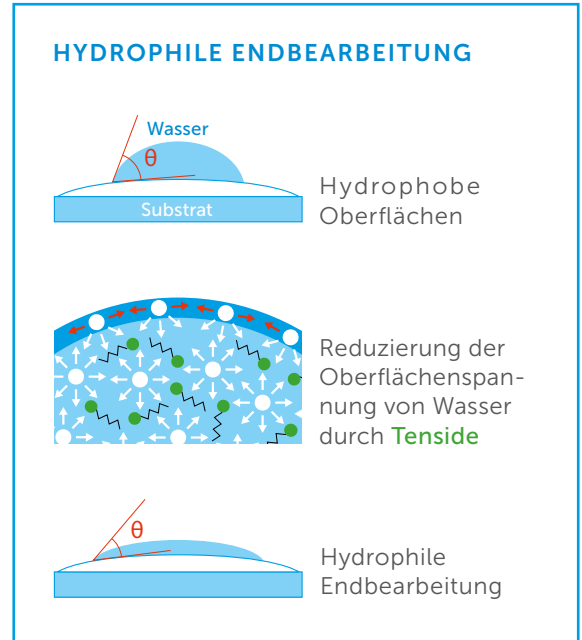 HYDROPHILE ENDBEARBEITUNG
Wasser
θ
Substrat
Hydrophobe
Oberflächen
Reduzierung der
Oberflächenspan-
nung von Wasser
durch Tenside
θ
Hydrophile
Endbearbeitung